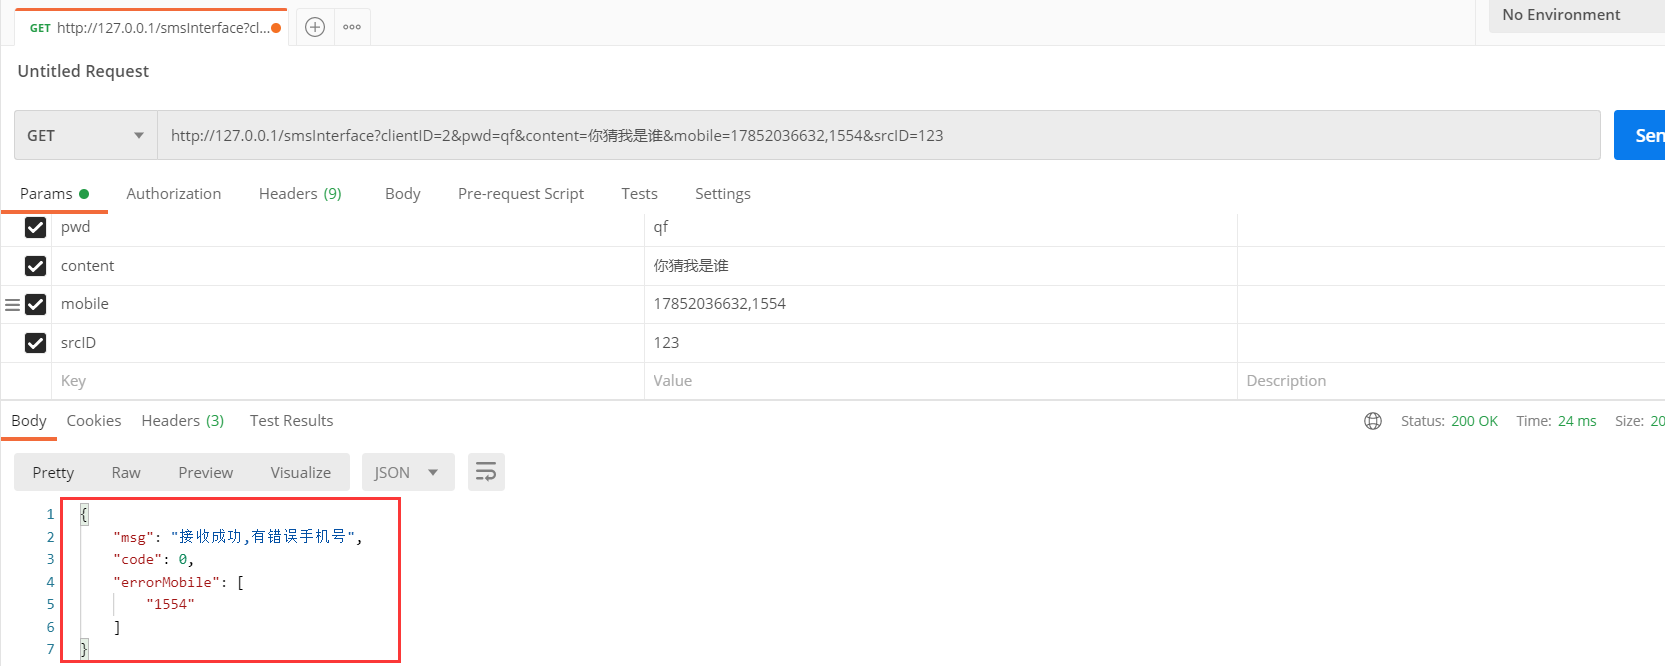 GET http://127.0.0.1/smsInterface?cl...
No Environment
Untitled Request
GET http://127.0.0.1/smsInterface?clientID=2&pwd=qf&content=你猜我是谁&mobile=17852036632,1554&srcID=123 Sen
Params Authorization Headers (9) Body Pre-request Script Tests Settings
pwd qf
content 你猜我是谁
mobile 17852036632,1554
srcID 123
Key Value Description
Body Cookies Headers (3) Test Results Status: 200 OK Time: 24 ms Size: 20
Pretty Raw Preview Visualize JSON
1 {
2 "msg": "接收成功,有错误手机号",
3 "code": 0,
4 "errorMobile": [
5 "1554"
6 ]
7 }